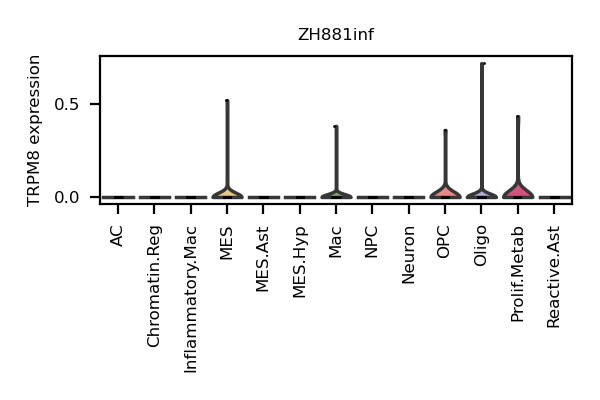 ZH881inf
TRPM8 expression
0.5
0.0
AC
Chromatin.Reg
Inflammatory.Mac
MES
MES.Ast
MES.Hyp
Mac
NPC
Neuron
OPC
Oligo
Prolif.Metab
Reactive.Ast